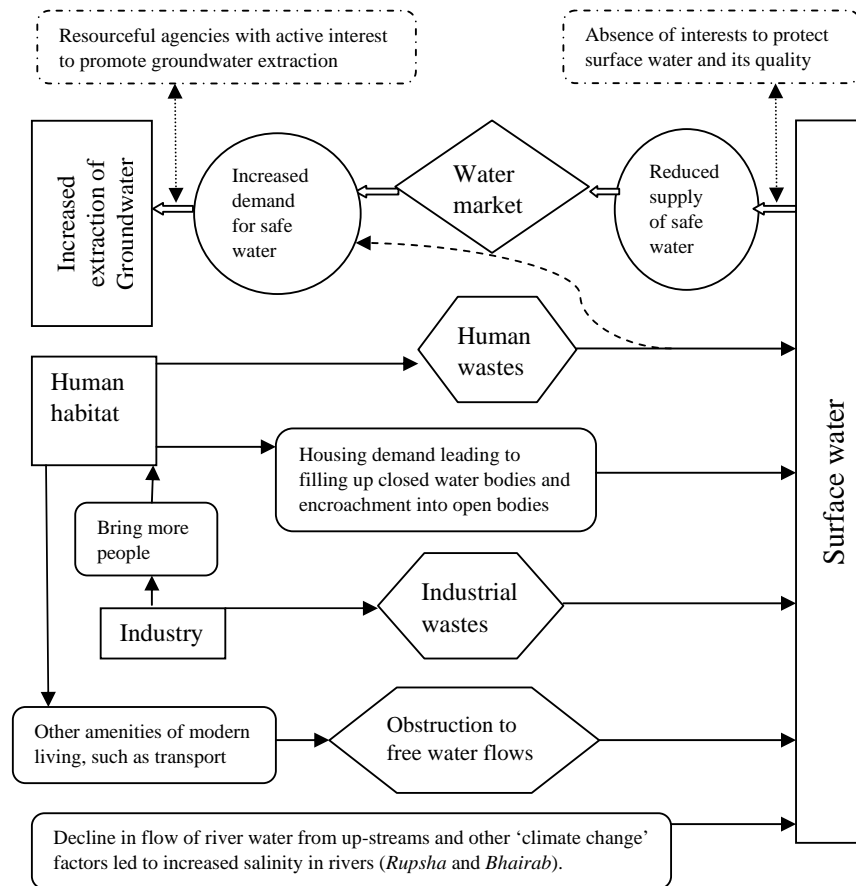 Resourceful agencies with active interest
to promote groundwater extraction
Absence of interests to protect
surface water and its quality
Increased
extraction of
Groundwater
Increased
demand
for safe
water
Water
market
Reduced
supply
of safe
water
Surface water
Human
wastes
Human
habitat
Housing demand leading to
filling up closed water bodies and
encroachment into open bodies
Bring more
people
Industry
Industrial
wastes
Other amenities of modern
living, such as transport
Obstruction to
free water flows
Decline in flow of river water from up-streams and other ‘climate change’
factors led to increased salinity in rivers (Rupsha and Bhairab).